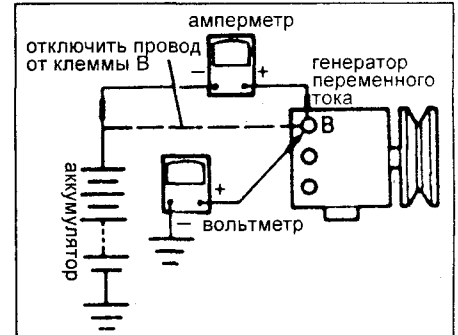 амперметр
отключить провод
от клеммы В
генератор
переменного
тока
− +
В
+
− вольтметр
аккумулятор